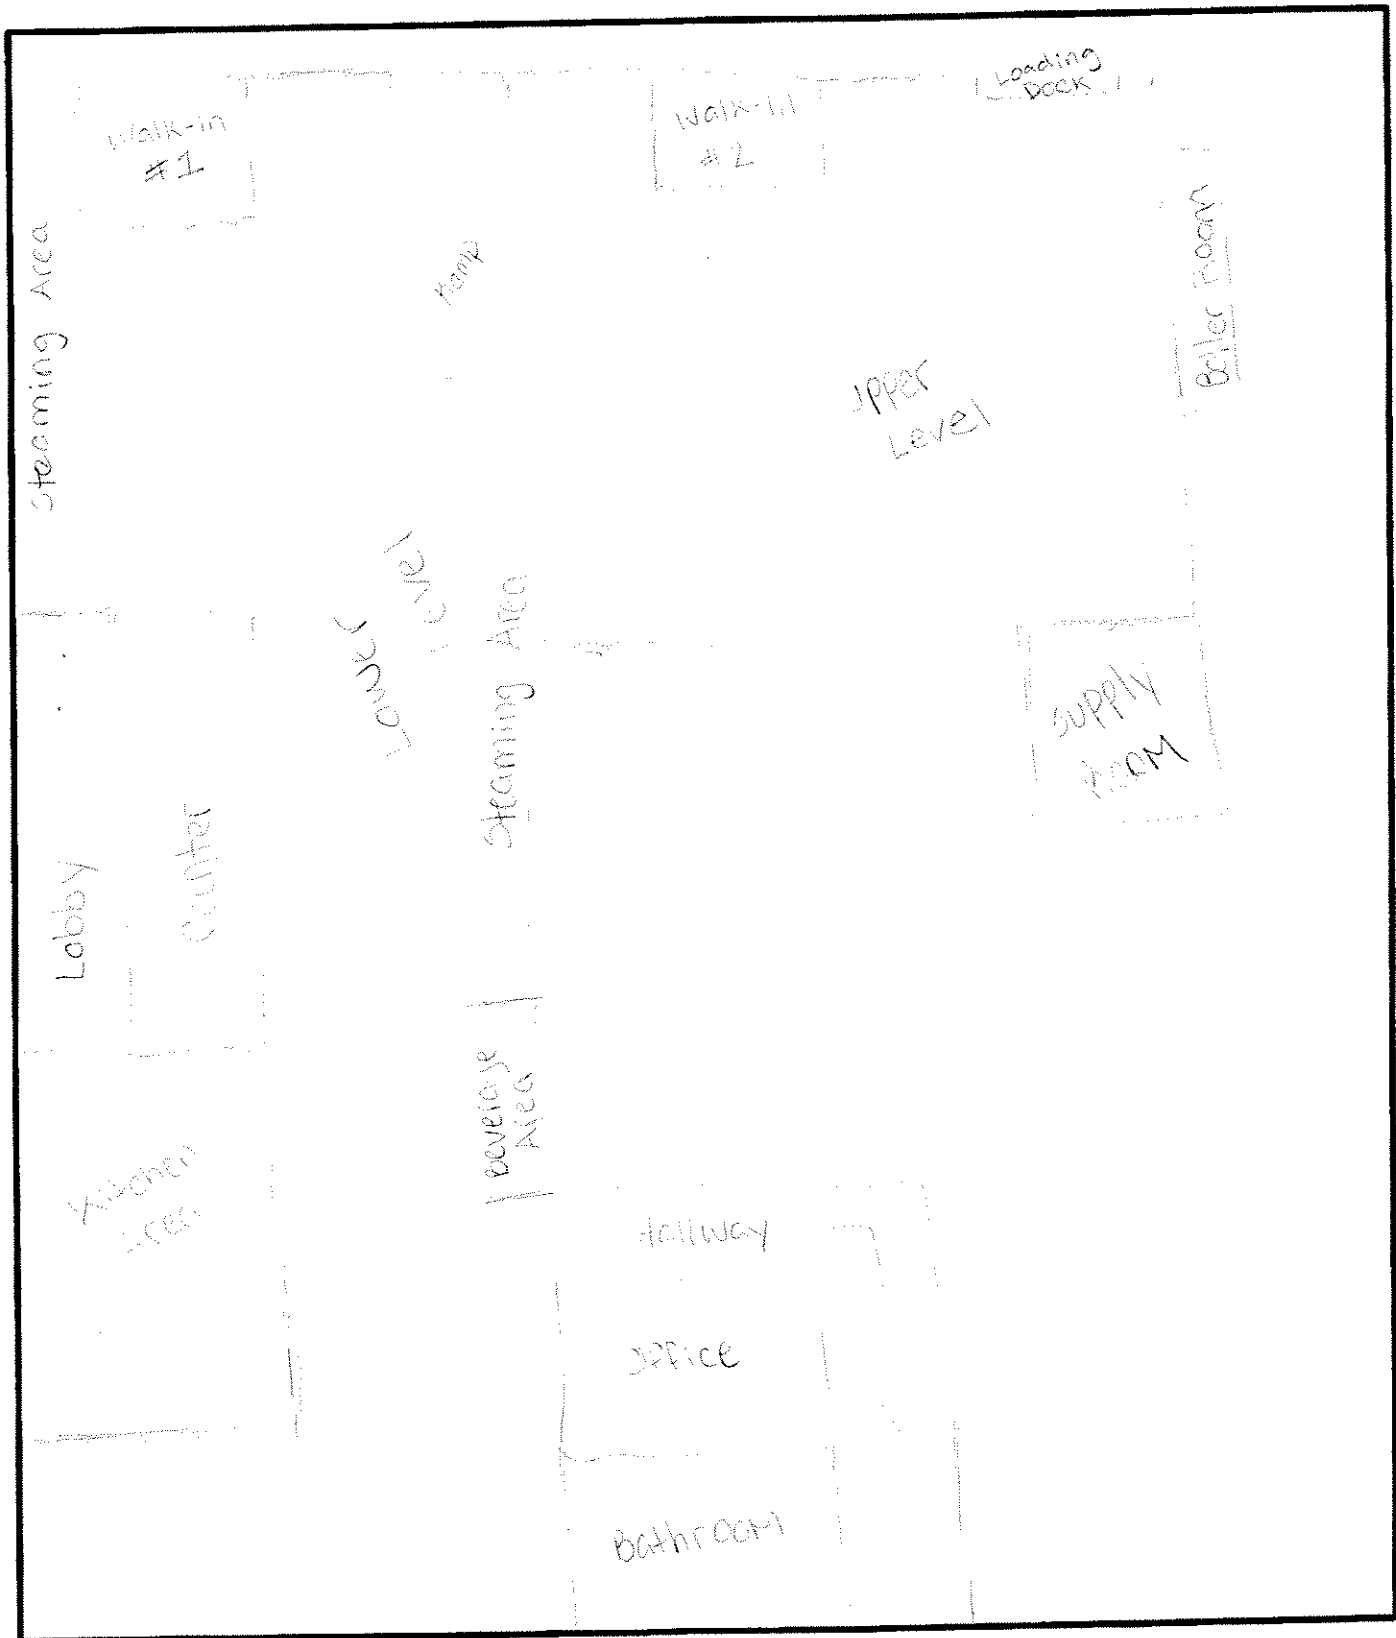 Loading
Dock
Walk-in
#1
Walk-in
#2
Steaming Area
Ramp
Boiler Room
Upper
Level
Lower
Level
Steaming Area
Supply
Room
Lobby
Counter
Beverage
Area
Kitchen
Area
Hallway
Office
Bathroom